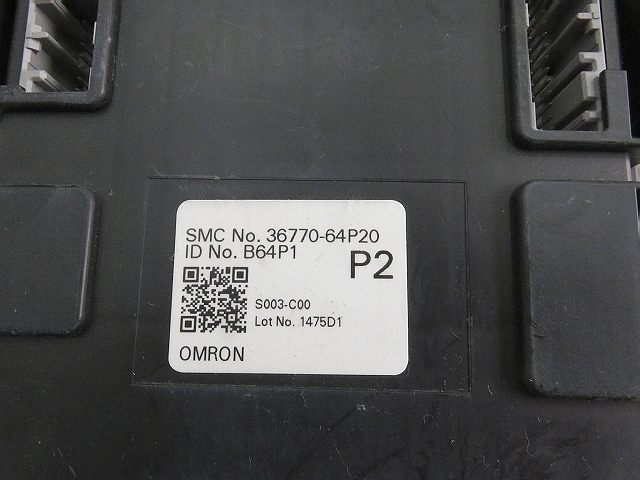 SMC No. 36770-64P20
ID No. B64P1
P2
S003-C00
Lot No. 1475D1
OMRON